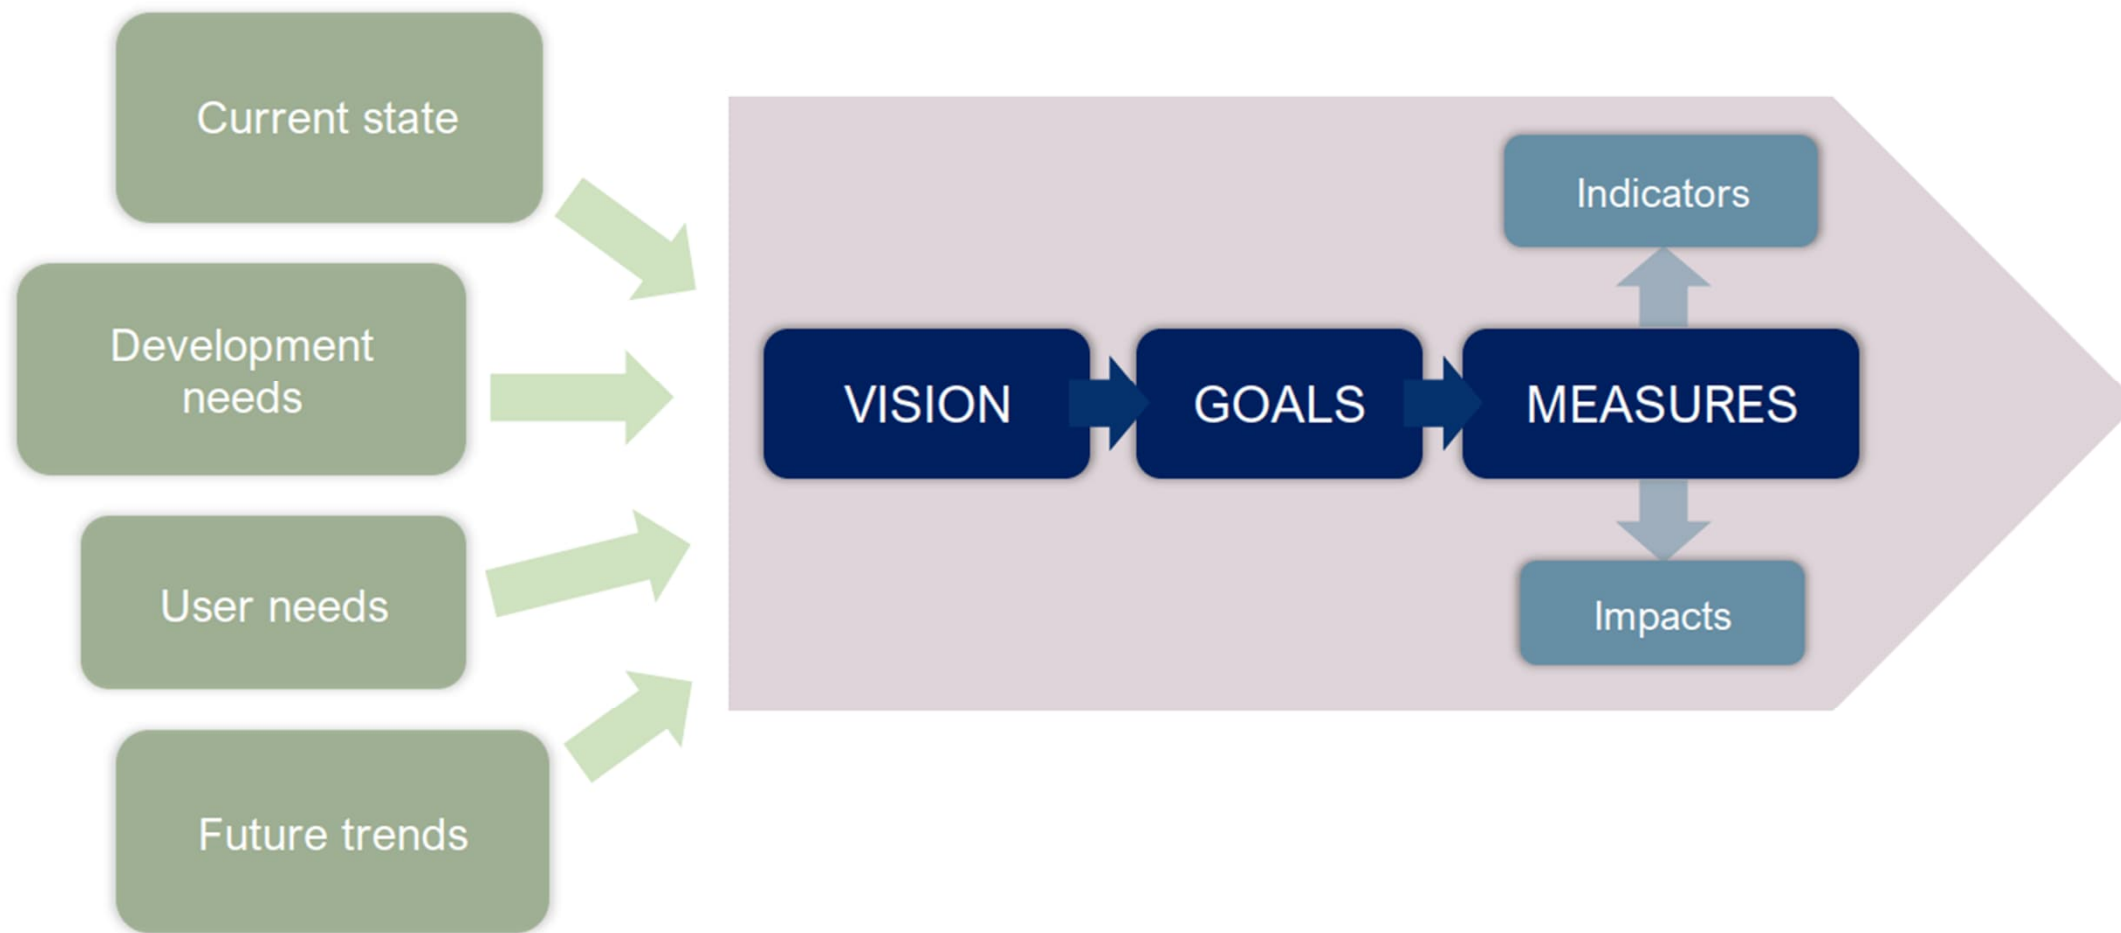 Current state
Development
needs
User needs
Future trends
VISION
GOALS
MEASURES
Indicators
Impacts